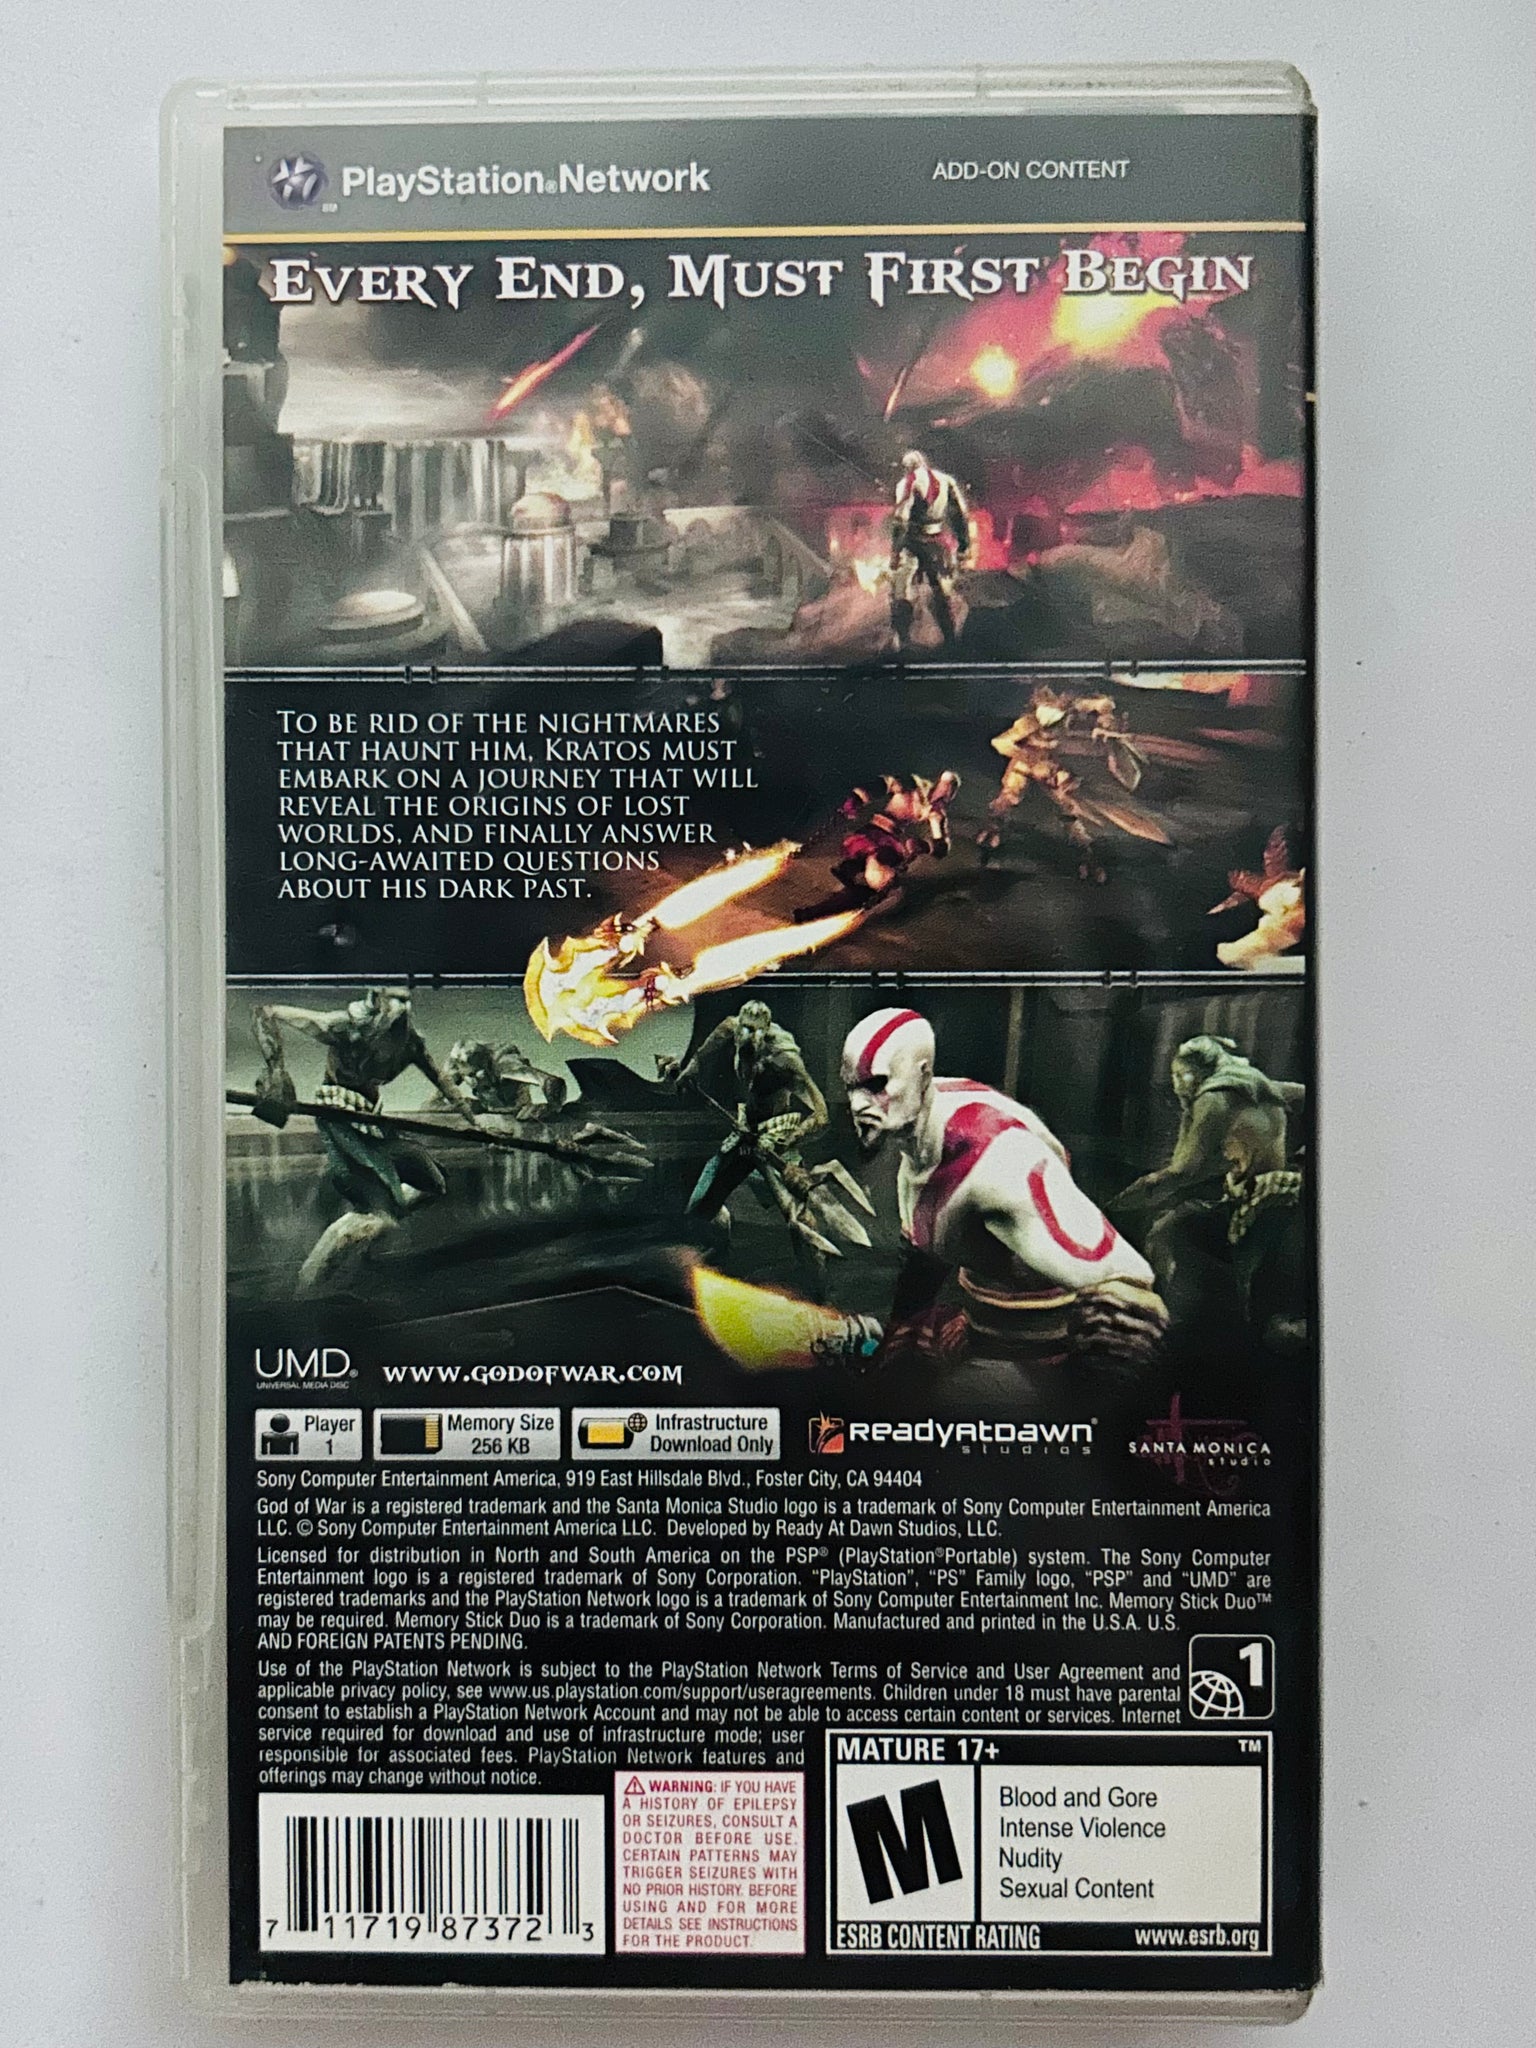 PlayStation®Network
SM
ADD-ON CONTENT
EVERY END, MUST FIRST BEGIN
TO BE RID OF THE NIGHTMARES
THAT HAUNT HIM, KRATOS MUST
EMBARK ON A JOURNEY THAT WILL
REVEAL THE ORIGINS OF LOST
WORLDS, AND FINALLY ANSWER
LONG-AWAITED QUESTIONS
ABOUT HIS DARK PAST.
UMD®
UNIVERSAL MEDIA DISC
WWW.GODOFWAR.COM
Player
1
Memory Size
256 KB
Infrastructure
Download Only
READYATDAWN®
studios
SANTA MONICA
studio
Sony Computer Entertainment America, 919 East Hillsdale Blvd., Foster City, CA 94404
God of War is a registered trademark and the Santa Monica Studio logo is a trademark of Sony Computer Entertainment America
LLC. © Sony Computer Entertainment America LLC. Developed by Ready At Dawn Studios, LLC.
Licensed for distribution in North and South America on the PSP® (PlayStation®Portable) system. The Sony Computer
Entertainment logo is a registered trademark of Sony Corporation. "PlayStation", "PS" Family logo, "PSP" and "UMD" are
registered trademarks and the PlayStation Network logo is a trademark of Sony Computer Entertainment Inc. Memory Stick Duo™
may be required. Memory Stick Duo is a trademark of Sony Corporation. Manufactured and printed in the U.S.A. U.S.
AND FOREIGN PATENTS PENDING.
Use of the PlayStation Network is subject to the PlayStation Network Terms of Service and User Agreement and
applicable privacy policy, see www.us.playstation.com/support/useragreements. Children under 18 must have parental
consent to establish a PlayStation Network Account and may not be able to access certain content or services. Internet
service required for download and use of infrastructure mode; user
responsible for associated fees. PlayStation Network features and
offerings may change without notice.
1
WARNING: IF YOU HAVE
A HISTORY OF EPILEPSY
OR SEIZURES, CONSULT A
DOCTOR BEFORE USE.
CERTAIN PATTERNS MAY
TRIGGER SEIZURES WITH
NO PRIOR HISTORY. BEFORE
USING AND FOR MORE
DETAILS SEE INSTRUCTIONS
FOR THE PRODUCT.
7 11719 87372 3
MATURE 17+
TM
M
Blood and Gore
Intense Violence
Nudity
Sexual Content
ESRB CONTENT RATING
www.esrb.org